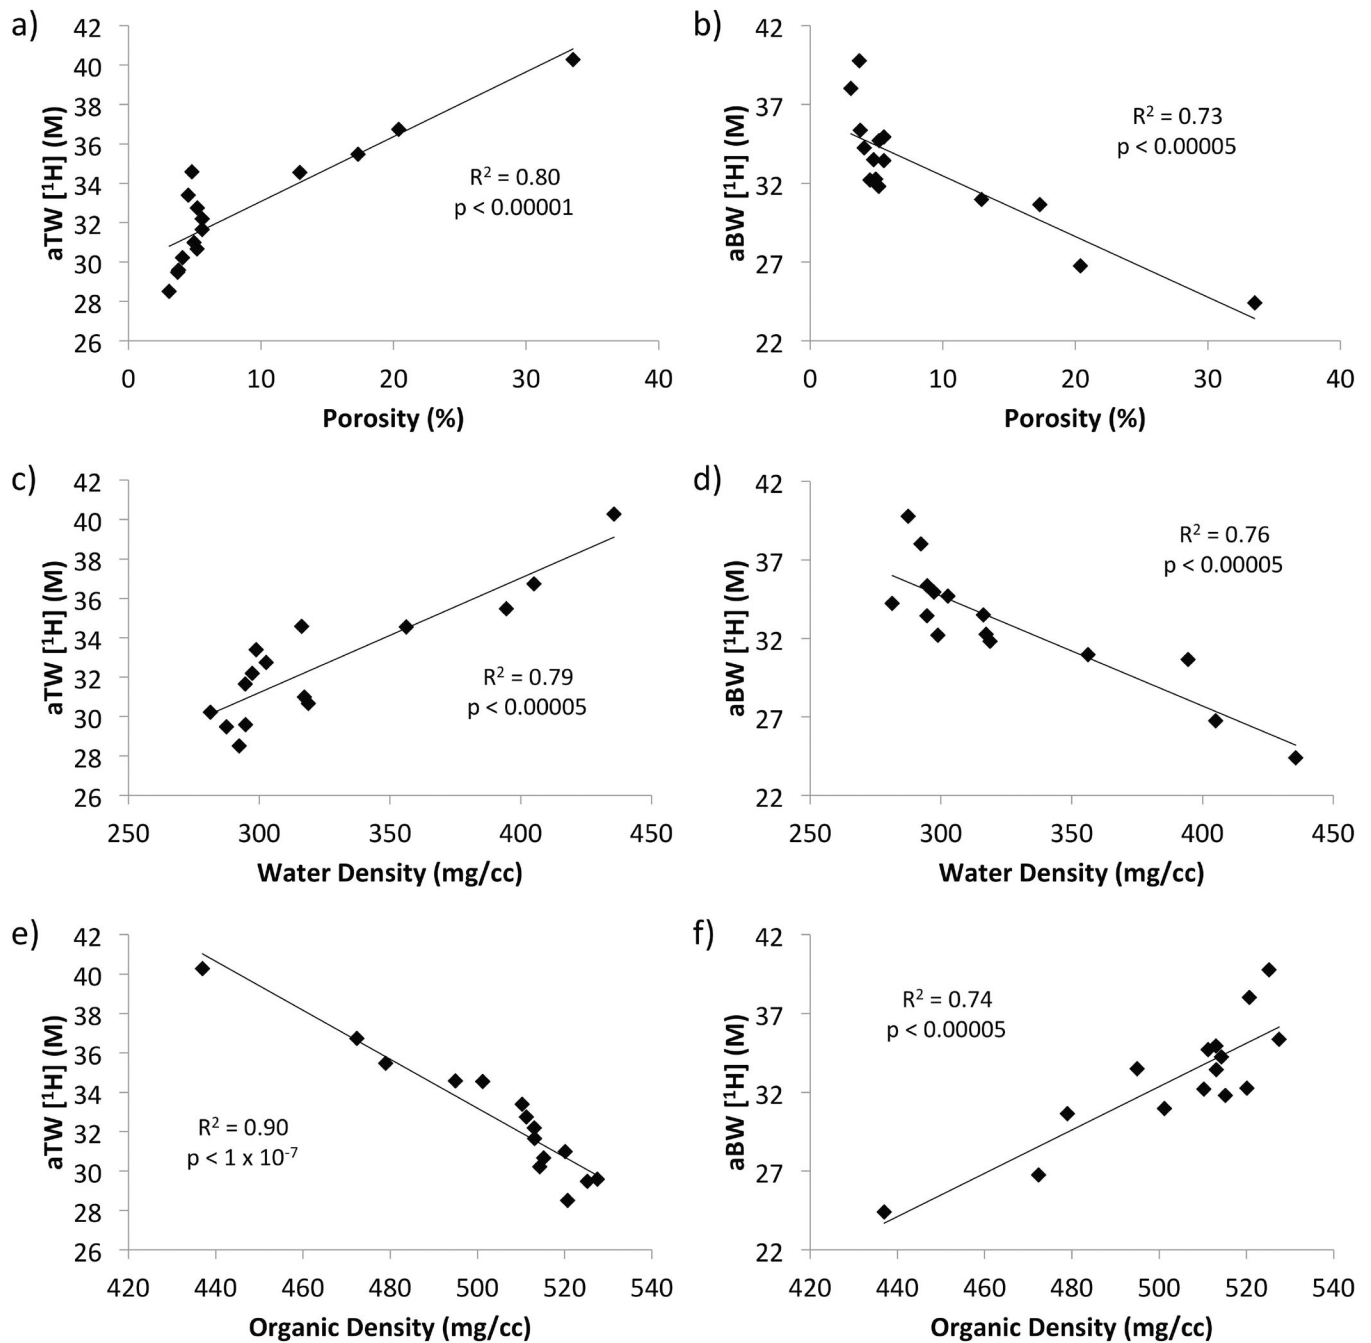 a)
42
40
38
36
34
32
30
28
26
aTW [¹H] (M)
R² = 0.80
p < 0.00001
0 10 20 30 40
Porosity (%)
b)
42
37
32
27
22
aBW [¹H] (M)
R² = 0.73
p < 0.00005
0 10 20 30 40
Porosity (%)
c)
42
40
38
36
34
32
30
28
26
aTW [¹H] (M)
R² = 0.79
p < 0.00005
250 300 350 400 450
Water Density (mg/cc)
d)
42
37
32
27
22
aBW [¹H] (M)
R² = 0.76
p < 0.00005
250 300 350 400 450
Water Density (mg/cc)
e)
42
40
38
36
34
32
30
28
26
aTW [¹H] (M)
R² = 0.90
p < 1 x 10⁻⁷
420 440 460 480 500 520 540
Organic Density (mg/cc)
f)
42
37
32
27
22
aBW [¹H] (M)
R² = 0.74
p < 0.00005
420 440 460 480 500 520 540
Organic Density (mg/cc)